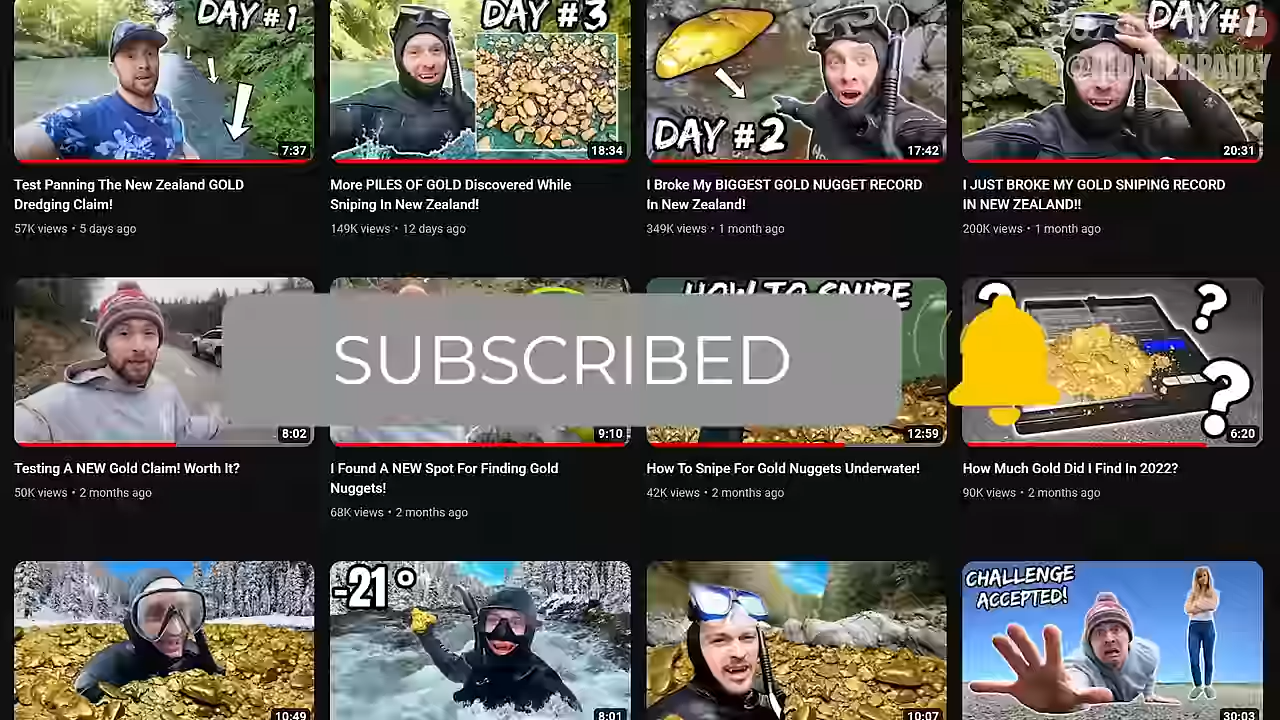 DAY #1
DAY #3
DAY #2
DAY #1
@PIONEERPAULY
7:37
18:34
17:42
20:31
Test Panning The New Zealand GOLD
Dredging Claim!
57K views • 5 days ago
More PILES OF GOLD Discovered While
Sniping In New Zealand!
149K views • 12 days ago
I Broke My BIGGEST GOLD NUGGET RECORD
In New Zealand!
349K views • 1 month ago
I JUST BROKE MY GOLD SNIPING RECORD
IN NEW ZEALAND!!
200K views • 1 month ago
HOW TO SNIPE
? ? ?
SUBSCRIBED
8:02
9:10
12:59
6:20
Testing A NEW Gold Claim! Worth It?
50K views • 2 months ago
I Found A NEW Spot For Finding Gold
Nuggets!
68K views • 2 months ago
How To Snipe For Gold Nuggets Underwater!
42K views • 2 months ago
How Much Gold Did I Find In 2022?
90K views • 2 months ago
-21°
CHALLENGE
ACCEPTED!
10:49
8:01
10:07
30:03